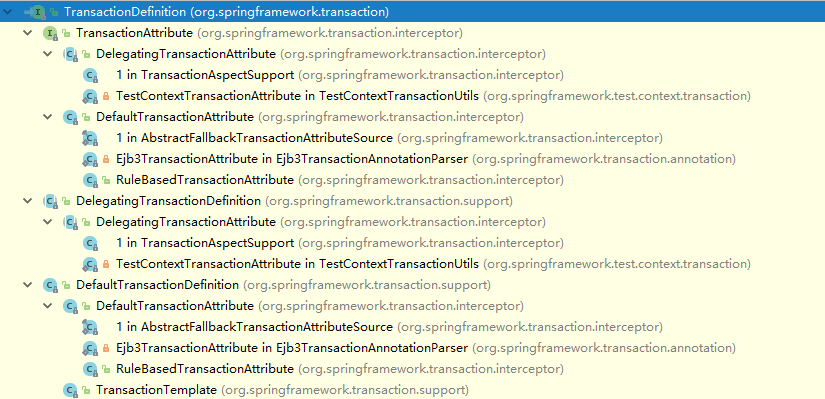 TransactionDefinition (org.springframework.transaction)
TransactionAttribute (org.springframework.transaction.interceptor)
DelegatingTransactionAttribute (org.springframework.transaction.interceptor)
1 in TransactionAspectSupport (org.springframework.transaction.interceptor)
TestContextTransactionAttribute in TestContextTransactionUtils (org.springframework.test.context.transaction)
DefaultTransactionAttribute (org.springframework.transaction.interceptor)
1 in AbstractFallbackTransactionAttributeSource (org.springframework.transaction.interceptor)
Ejb3TransactionAttribute in Ejb3TransactionAnnotationParser (org.springframework.transaction.annotation)
RuleBasedTransactionAttribute (org.springframework.transaction.interceptor)
DelegatingTransactionDefinition (org.springframework.transaction.support)
DelegatingTransactionAttribute (org.springframework.transaction.interceptor)
1 in TransactionAspectSupport (org.springframework.transaction.interceptor)
TestContextTransactionAttribute in TestContextTransactionUtils (org.springframework.test.context.transaction)
DefaultTransactionDefinition (org.springframework.transaction.support)
DefaultTransactionAttribute (org.springframework.transaction.interceptor)
1 in AbstractFallbackTransactionAttributeSource (org.springframework.transaction.interceptor)
Ejb3TransactionAttribute in Ejb3TransactionAnnotationParser (org.springframework.transaction.annotation)
RuleBasedTransactionAttribute (org.springframework.transaction.interceptor)
TransactionTemplate (org.springframework.transaction.support)